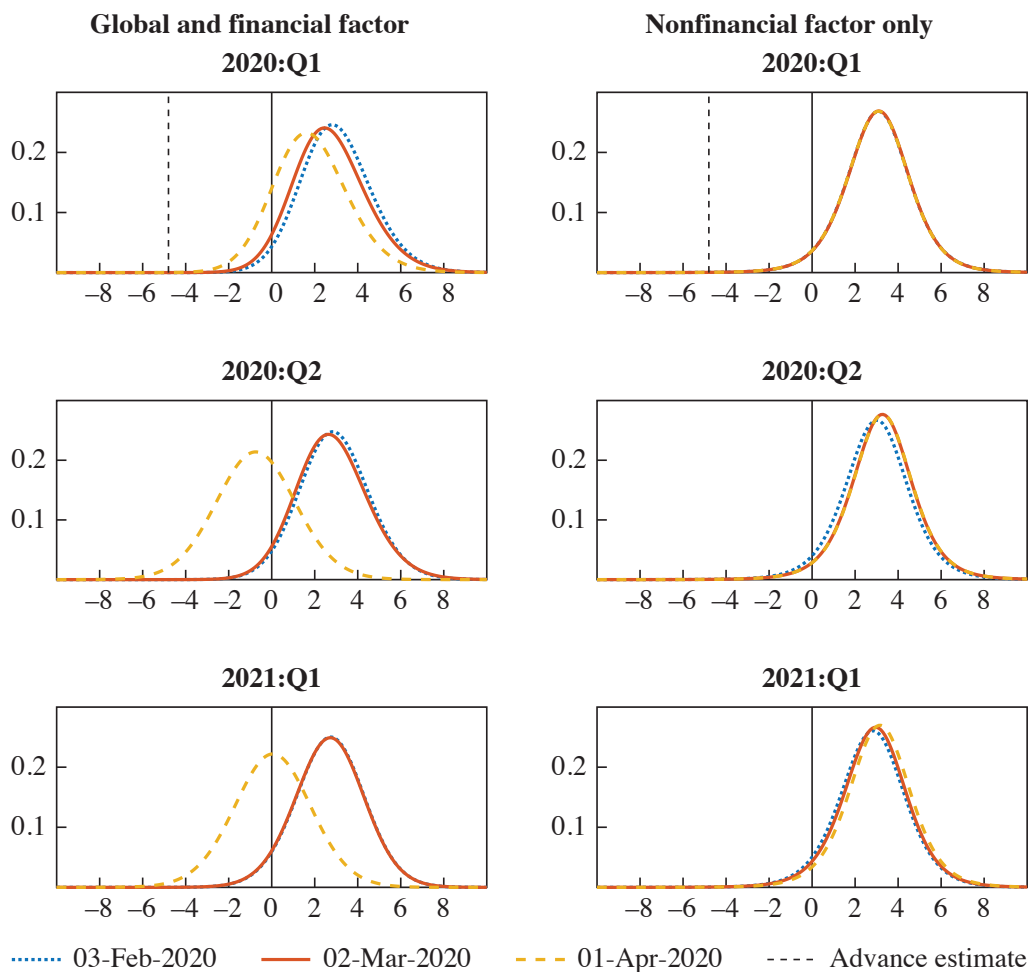 Global and financial factor
Nonfinancial factor only
2020:Q1
2020:Q1
0.2
0.1
–8 –6 –4 –2 0 2 4 6 8
0.2
0.1
–8 –6 –4 –2 0 2 4 6 8
2020:Q2
2020:Q2
0.2
0.1
–8 –6 –4 –2 0 2 4 6 8
0.2
0.1
–8 –6 –4 –2 0 2 4 6 8
2021:Q1
2021:Q1
0.2
0.1
–8 –6 –4 –2 0 2 4 6 8
0.2
0.1
–8 –6 –4 –2 0 2 4 6 8
03-Feb-2020 02-Mar-2020 01-Apr-2020 Advance estimate